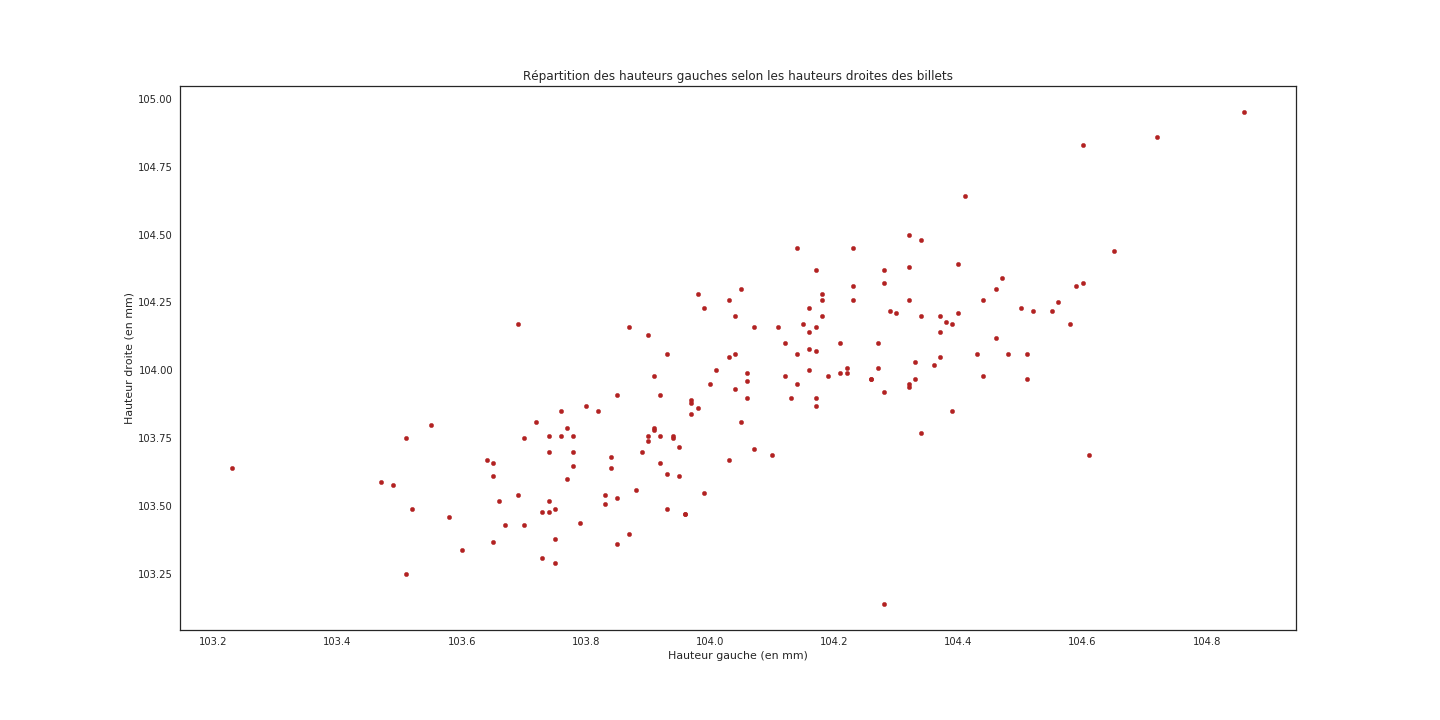 Répartition des hauteurs gauches selon les hauteurs droites des billets
105.00
104.75
104.50
104.25
104.00
103.75
103.50
103.25
Hauteur droite (en mm)
103.2 103.4 103.6 103.8 104.0 104.2 104.4 104.6 104.8
Hauteur gauche (en mm)